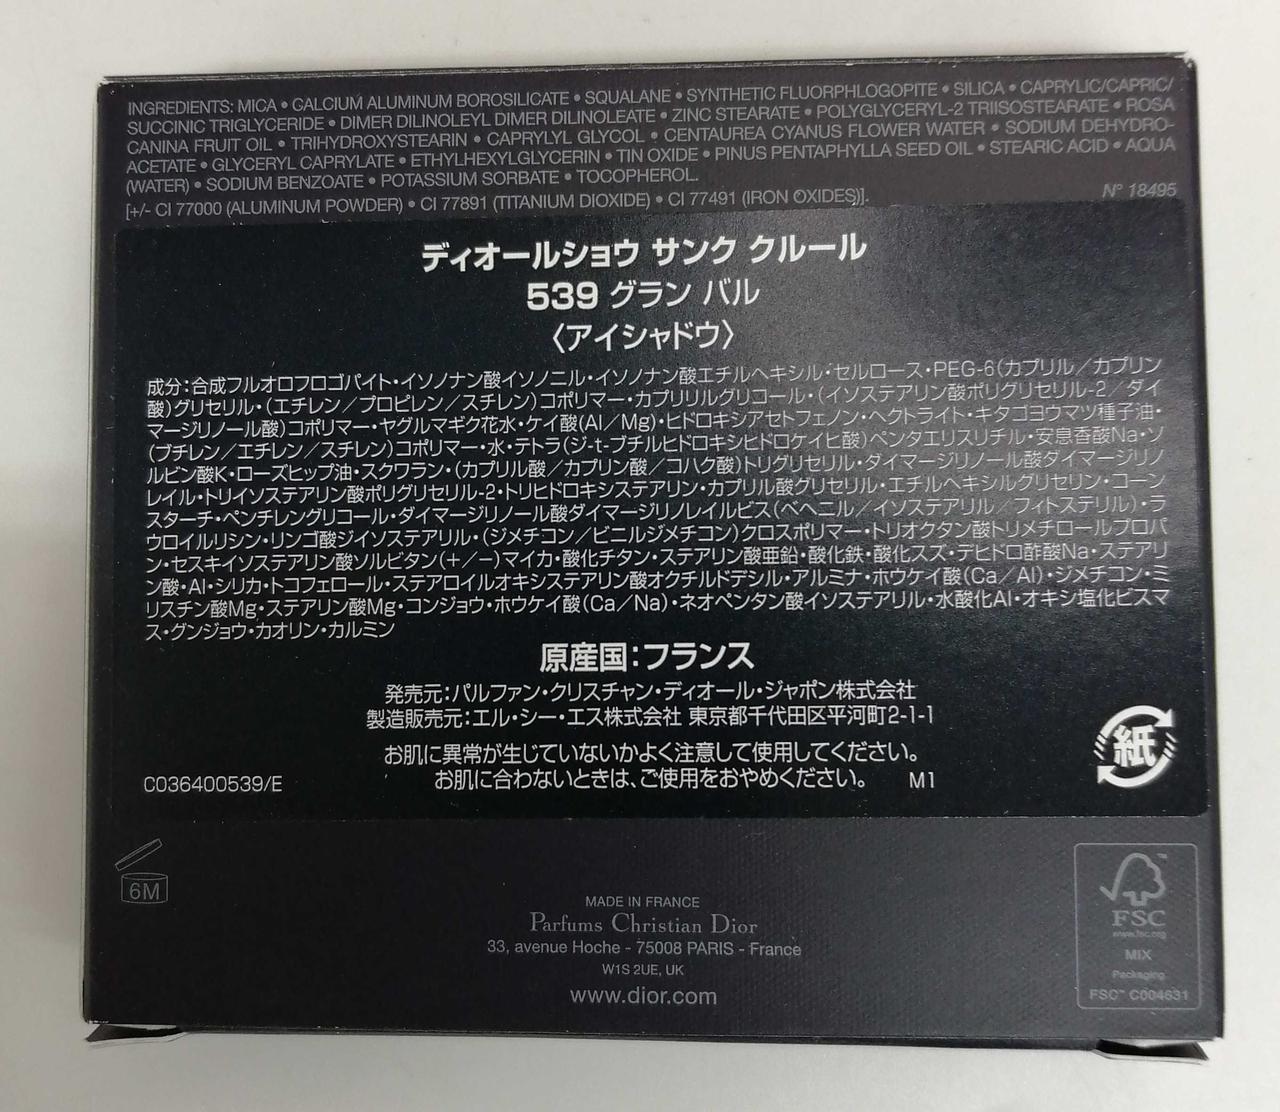 INGREDIENTS: MICA • CALCIUM ALUMINUM BOROSILICATE • SQUALANE • SYNTHETIC FLUORPHLOGOPITE • SILICA • CAPRYLIC/CAPRIC/
SUCCINIC TRIGLYCERIDE • DIMER DILINOLEYL DIMER DILINOLEATE • ZINC STEARATE • POLYGLYCERYL-2 TRIISOSTEARATE • ROSA
CANINA FRUIT OIL • TRIHYDROXYSTEARIN • CAPRYLYL GLYCOL • CENTAUREA CYANUS FLOWER WATER • SODIUM DEHYDRO-
ACETATE • GLYCERYL CAPRYLATE • ETHYLHEXYLGLYCERIN • TIN OXIDE • PINUS PENTAPHYLLA SEED OIL • STEARIC ACID • AQUA
(WATER) • SODIUM BENZOATE • POTASSIUM SORBATE • TOCOPHEROL.
[+/- CI 77000 (ALUMINUM POWDER) • CI 77891 (TITANIUM DIOXIDE) • CI 77491 (IRON OXIDES)].
N° 18495
ディオールショウ サンク クルール
539 グラン バル
〈アイシャドウ〉
成分:合成フルオロフロゴパイト・イソノナン酸イソノニル・イソノナン酸エチルヘキシル・セルロース・PEG-6(カプリル/カプリン
酸)グリセリル・(エチレン/プロピレン/スチレン)コポリマー・カプリリルグリコール・(イソステアリン酸ポリグリセリル-2/ダイ
マージリノール酸)コポリマー・ヤグルマギク花水・ケイ酸(Al/Mg)・ヒドロキシアセトフェノン・ヘクトライト・キタゴヨウマツ種子油・
(ブチレン/エチレン/スチレン)コポリマー・水・テトラ(ジ-t-ブチルヒドロキシヒドロケイヒ酸)ペンタエリスリチル・安息香酸Na・ソ
ルビン酸K・ローズヒップ油・スクワラン・(カプリル酸/カプリン酸/コハク酸)トリグリセリル・ダイマージリノール酸ダイマージリノ
レイル・トリイソステアリン酸ポリグリセリル-2・トリヒドロキシステアリン・カプリル酸グリセリル・エチルヘキシルグリセリン・コーン
スターチ・ペンチレングリコール・ダイマージリノール酸ダイマージリノレイルビス(ベヘニル/イソステアリル/フィトステリル)・ラ
ウロイルリシン・リンゴ酸ジイソステアリル・(ジメチコン/ビニルジメチコン)クロスポリマー・トリオクタン酸トリメチロールプロパ
ン・セスキイソステアリン酸ソルビタン(+/−)マイカ・酸化チタン・ステアリン酸亜鉛・酸化鉄・酸化スズ・デヒドロ酢酸Na・ステアリ
ン酸・Al・シリカ・トコフェロール・ステアロイルオキシステアリン酸オクチルドデシル・アルミナ・ホウケイ酸(Ca/Al)・ジメチコン・ミ
リスチン酸Mg・ステアリン酸Mg・コンジョウ・ホウケイ酸(Ca/Na)・ネオペンタン酸イソステアリル・水酸化Al・オキシ塩化ビスマ
ス・グンジョウ・カオリン・カルミン
原産国:フランス
発売元:パルファン・クリスチャン・ディオール・ジャポン株式会社
製造販売元:エル・シー・エス株式会社 東京都千代田区平河町2-1-1
お肌に異常が生じていないかよく注意して使用してください。
お肌に合わないときは、ご使用をおやめください。 M1
C036400539/E
紙
6M
MADE IN FRANCE
Parfums Christian Dior
33, avenue Hoche - 75008 PARIS - France
W1S 2UE, UK
www.dior.com
FSC
www.fsc.org
MIX
Packaging
FSC™ C004631